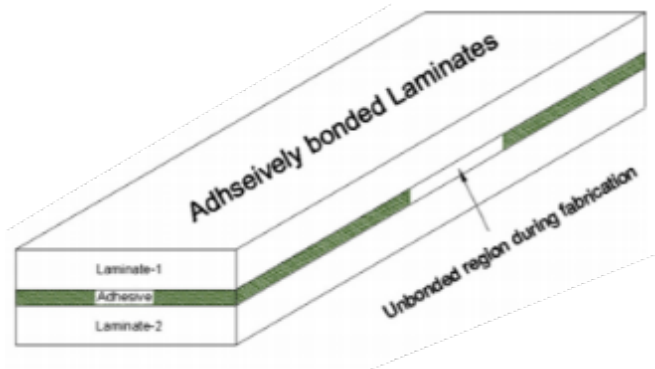 Adhseively bonded Laminates
Laminate-1
Adhesive
Laminate-2
Unbonded region during fabrication